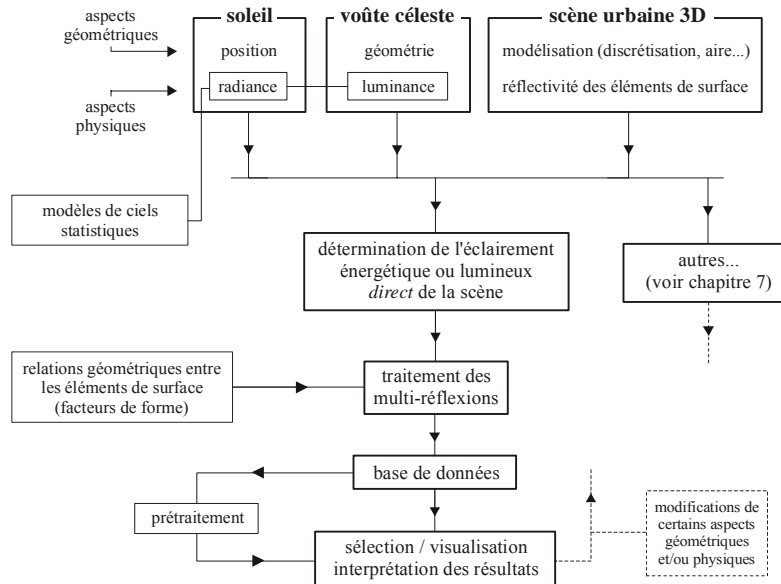 soleil
voûte céleste
scène urbaine 3D
aspects
géométriques
position
géométrie
modélisation (discrétisation, aire...)
radiance
luminance
réflectivité des éléments de surface
aspects
physiques
modèles de ciels
statistiques
détermination de l'éclairement
énergétique ou lumineux
direct de la scène
autres...
(voir chapitre 7)
relations géométriques entre
les éléments de surface
(facteurs de forme)
traitement des
multi-réflexions
base de données
prétraitement
sélection / visualisation
interprétation des résultats
modifications de
certains aspects
géométriques
et/ou physiques